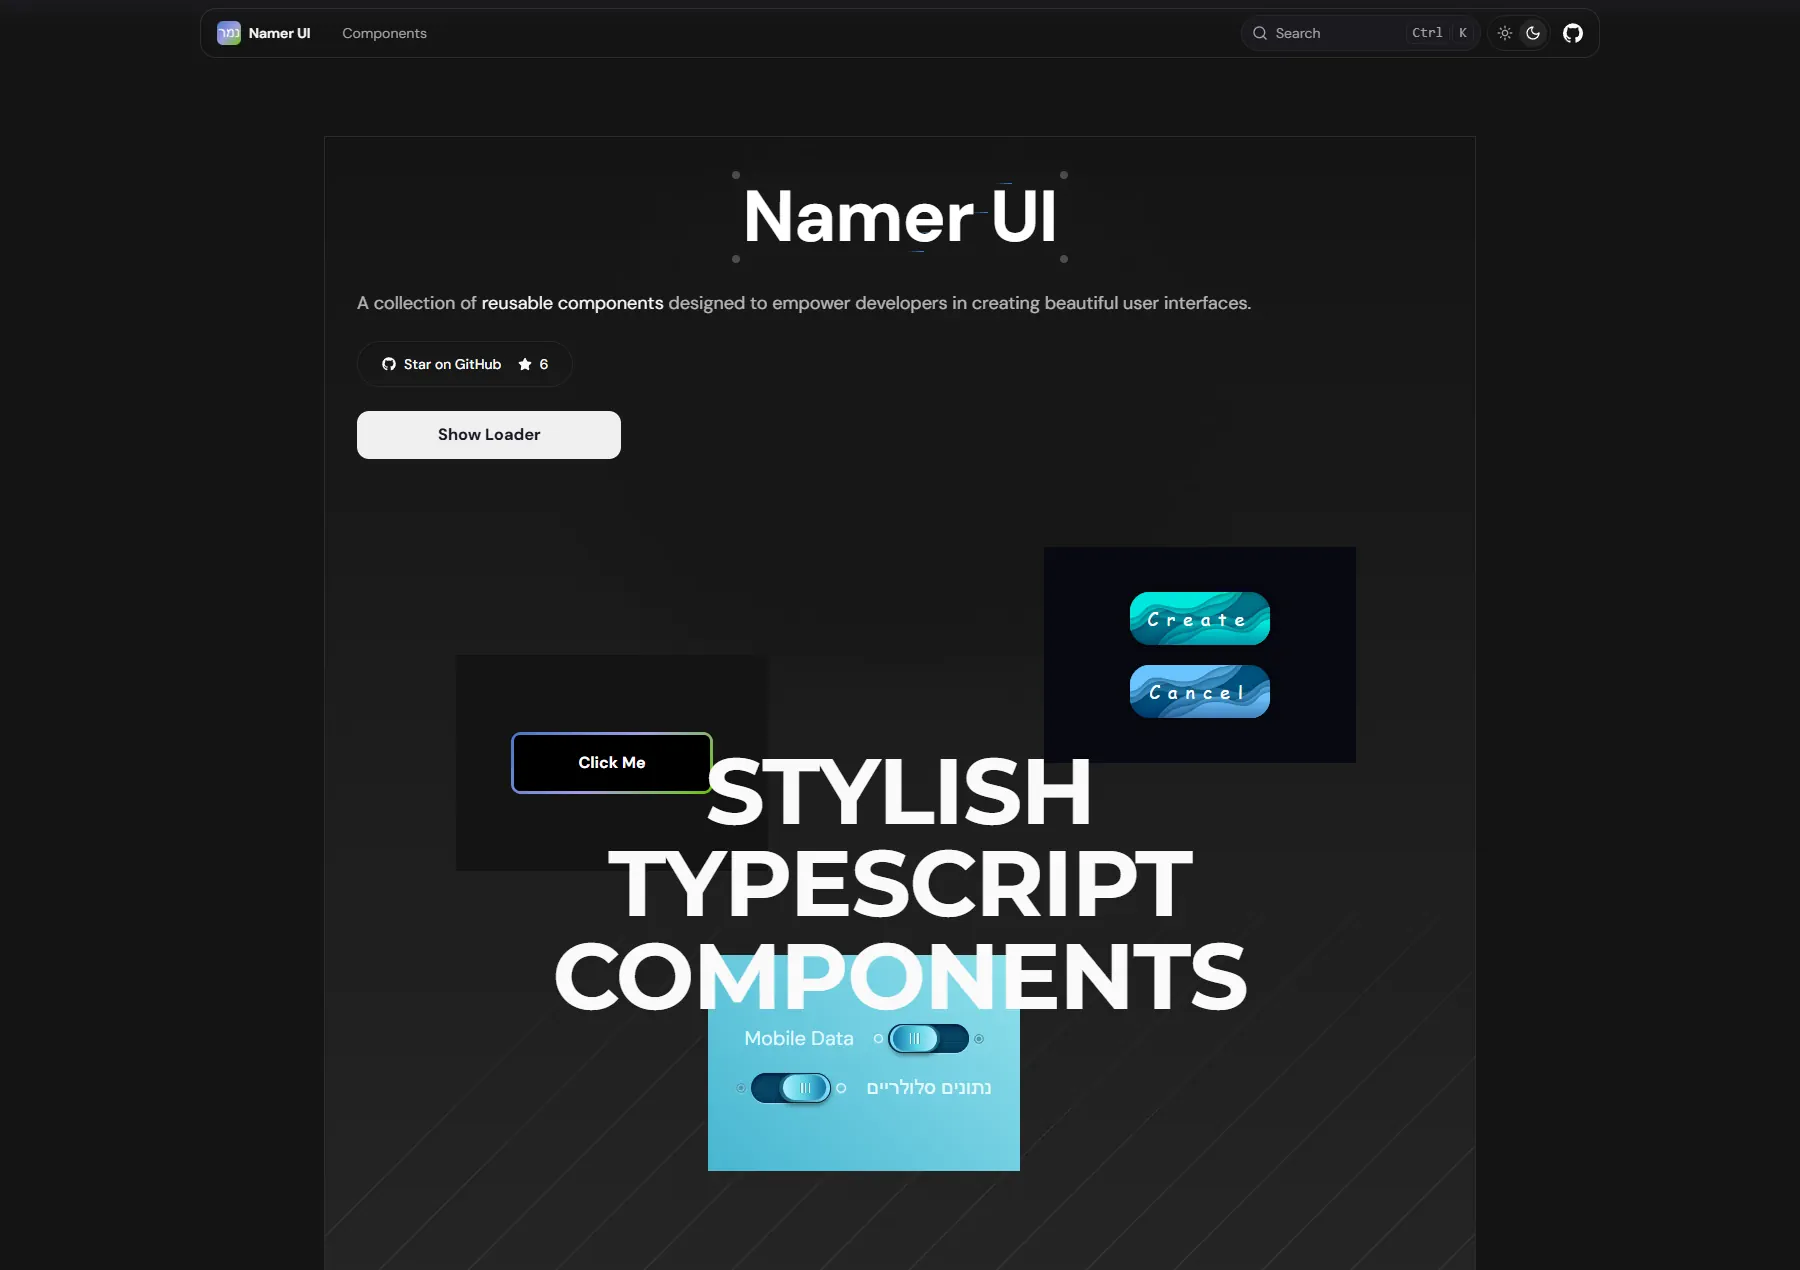 נמר Namer UI Components Search Ctrl K
Namer UI
A collection of reusable components designed to empower developers in creating beautiful user interfaces.
Star on GitHub 6
Show Loader
Create
Cancel
Click Me
STYLISH
TYPESCRIPT
COMPONENTS
Mobile Data
נתונים סלולריים